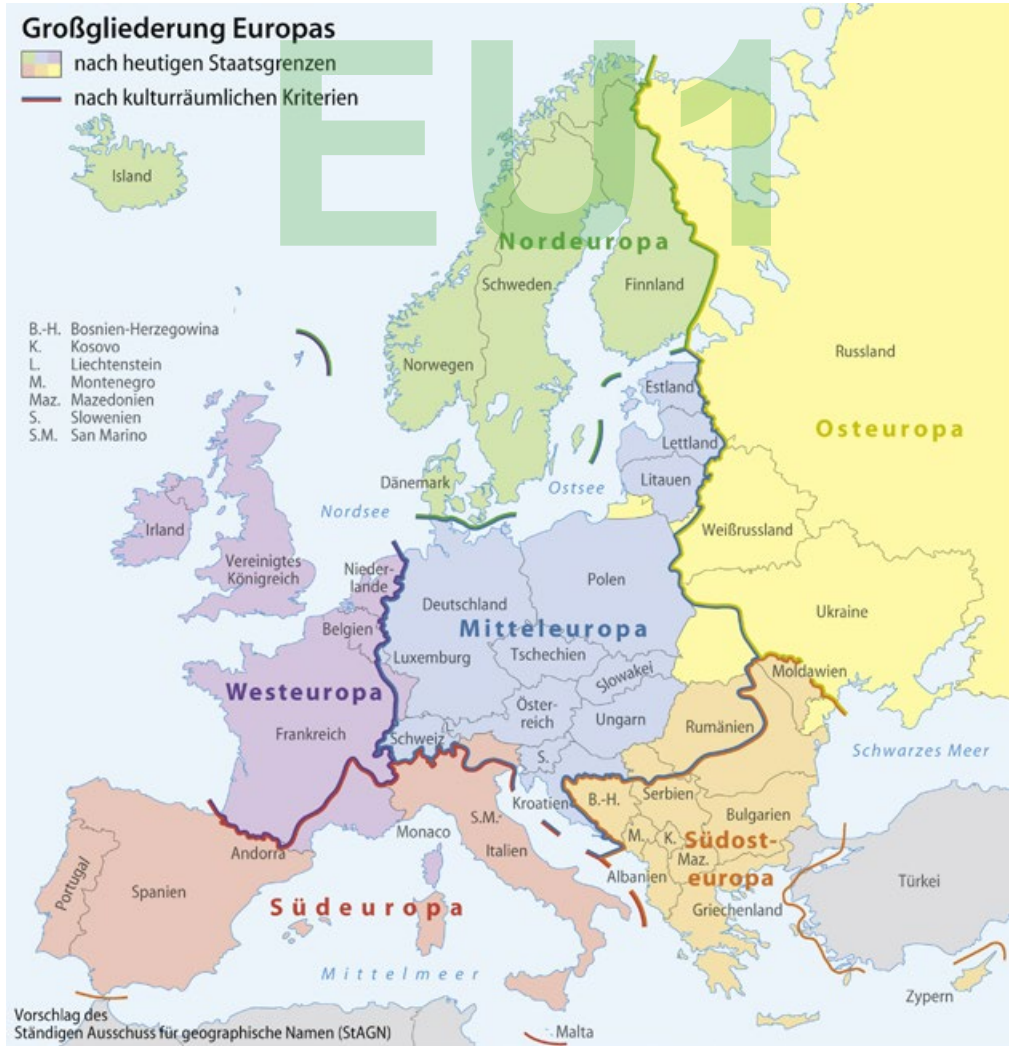 Großgliederung Europas
nach heutigen Staatsgrenzen
nach kulturräumlichen Kriterien
EU1
Island
Nordeuropa
Schweden
Finnland
Norwegen
Russland
B.-H. Bosnien-Herzegowina
K. Kosovo
L. Liechtenstein
M. Montenegro
Maz. Mazedonien
S. Slowenien
S.M. San Marino
Estland
Osteuropa
Lettland
Litauen
Dänemark
Ostsee
Nordsee
Weißrussland
Irland
Vereinigtes
Königreich
Nieder-
lande
Polen
Deutschland
Ukraine
Belgien
Mitteleuropa
Luxemburg
Tschechien
Slowakei
Moldawien
Westeuropa
Öster-
reich
Ungarn
Rumänien
Frankreich
Schweiz
L.
S.
Schwarzes Meer
Kroatien
B.-H.
Serbien
Bulgarien
Monaco
S.M.
Italien
M.
K.
Südost-
europa
Maz.
Andorra
Albanien
Portugal
Spanien
Türkei
Südeuropa
Griechenland
Mittelmeer
Zypern
Malta
Vorschlag des
Ständigen Ausschuss für geographische Namen (StAGN)